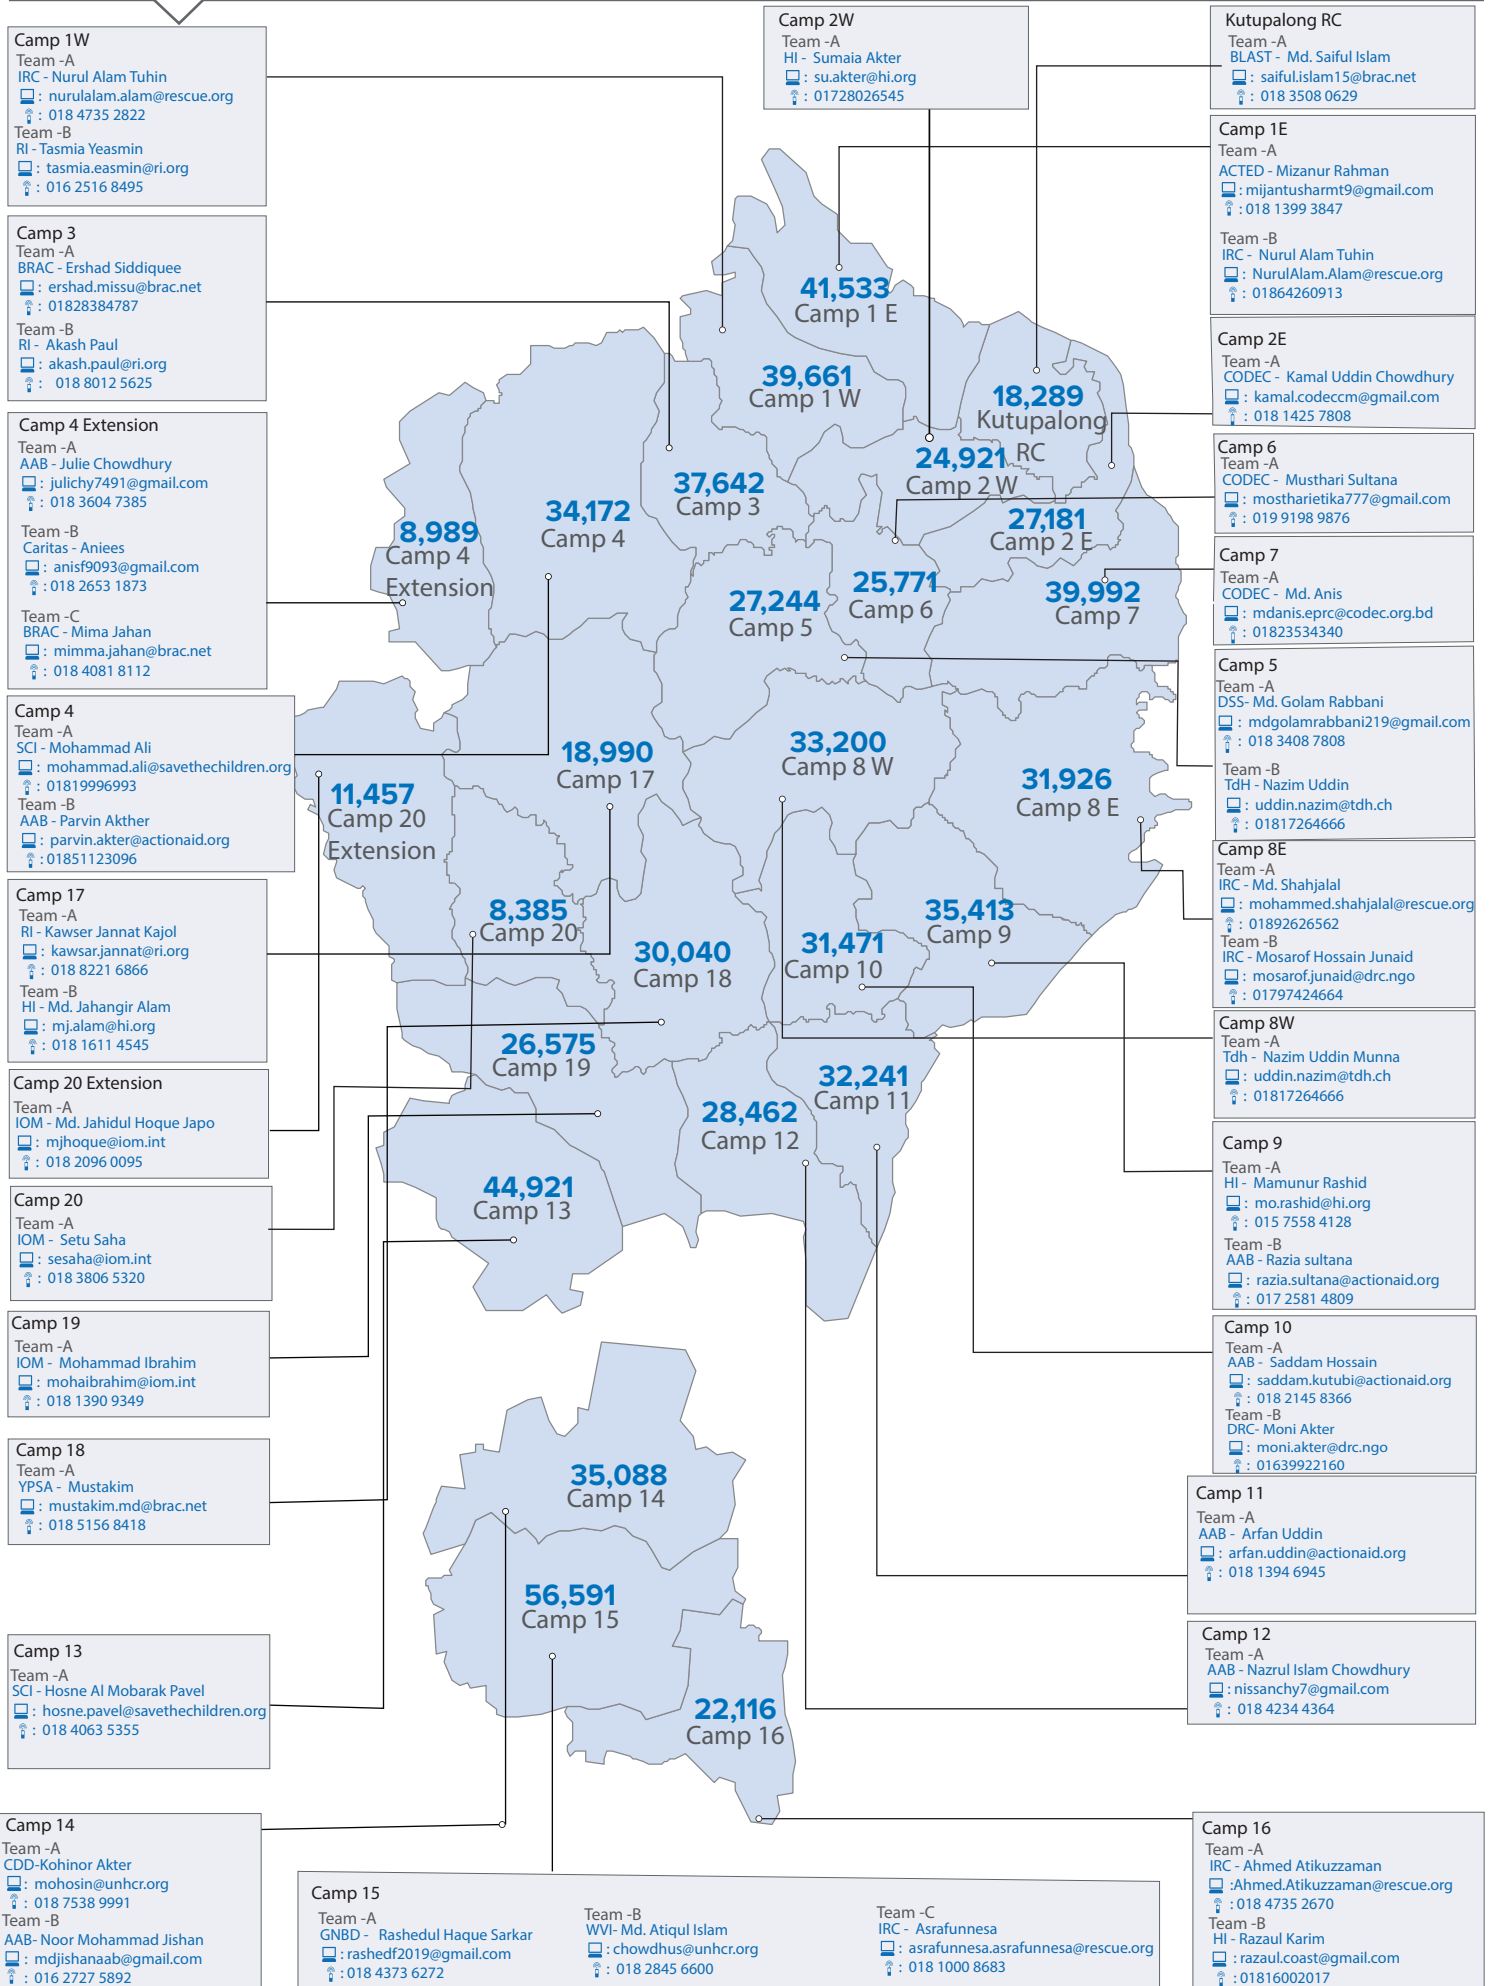 Camp 1W
Team -A
IRC - Nurul Alam Tuhin
: nurulalam.alam@rescue.org
: 018 4735 2822
Team -B
RI - Tasmia Yeasmin
: tasmia.easmin@ri.org
: 016 2516 8495
Camp 3
Team -A
BRAC - Ershad Siddiquee
: ershad.missu@brac.net
: 01828384787
Team -B
RI - Akash Paul
: akash.paul@ri.org
: 018 8012 5625
Camp 4 Extension
Team -A
AAB - Julie Chowdhury
: julichy7491@gmail.com
: 018 3604 7385
Team -B
Caritas - Aniees
: anisf9093@gmail.com
: 018 2653 1873
Team -C
BRAC - Mima Jahan
: mimma.jahan@brac.net
: 018 4081 8112
Camp 4
Team -A
SCI - Mohammad Ali
: mohammad.ali@savethechildren.org
: 01819996993
Team -B
AAB - Parvin Akther
: parvin.akter@actionaid.org
: 01851123096
Camp 17
Team -A
RI - Kawser Jannat Kajol
: kawsar.jannat@ri.org
: 018 8221 6866
Team -B
HI - Md. Jahangir Alam
: mj.alam@hi.org
: 018 1611 4545
Camp 20 Extension
Team -A
IOM - Md. Jahidul Hoque Japo
: mjhoque@iom.int
: 018 2096 0095
Camp 20
Team -A
IOM - Setu Saha
: sesaha@iom.int
: 018 3806 5320
Camp 19
Team -A
IOM - Mohammad Ibrahim
: mohaibrahim@iom.int
: 018 1390 9349
Camp 18
Team -A
YPSA - Mustakim
: mustakim.md@brac.net
: 018 5156 8418
Camp 13
Team -A
SCI - Hosne Al Mobarak Pavel
: hosne.pavel@savethechildren.org
: 018 4063 5355
Camp 14
Team -A
CDD-Kohinor Akter
: mohosin@unhcr.org
: 018 7538 9991
Team -B
AAB- Noor Mohammad Jishan
: mdjishanaab@gmail.com
: 016 2727 5892
Camp 2W
Team -A
HI - Sumaia Akter
: su.akter@hi.org
: 01728026545
41,533
Camp 1 E
39,661
Camp 1 W
18,289
Kutupalong
RC
24,921
Camp 2 W
37,642
Camp 3
34,172
Camp 4
8,989
Camp 4
Extension
27,181
Camp 2 E
25,771
Camp 6
39,992
Camp 7
27,244
Camp 5
18,990
Camp 17
33,200
Camp 8 W
31,926
Camp 8 E
11,457
Camp 20
Extension
8,385
Camp 20
35,413
Camp 9
31,471
Camp 10
30,040
Camp 18
26,575
Camp 19
32,241
Camp 11
28,462
Camp 12
44,921
Camp 13
35,088
Camp 14
56,591
Camp 15
22,116
Camp 16
Camp 15
Team -A
GNBD - Rashedul Haque Sarkar
: rashedf2019@gmail.com
: 018 4373 6272
Team -B
WVI- Md. Atiqul Islam
: chowdhus@unhcr.org
: 018 2845 6600
Team -C
IRC - Asrafunnesa
: asrafunnesa.asrafunnesa@rescue.org
: 018 1000 8683
Kutupalong RC
Team -A
BLAST - Md. Saiful Islam
: saiful.islam15@brac.net
: 018 3508 0629
Camp 1E
Team -A
ACTED - Mizanur Rahman
: mijantusharmt9@gmail.com
: 018 1399 3847
Team -B
IRC - Nurul Alam Tuhin
: NurulAlam.Alam@rescue.org
: 01864260913
Camp 2E
Team -A
CODEC - Kamal Uddin Chowdhury
: kamal.codeccm@gmail.com
: 018 1425 7808
Camp 6
Team -A
CODEC - Musthari Sultana
: mostharietika777@gmail.com
: 019 9198 9876
Camp 7
Team -A
CODEC - Md. Anis
: mdanis.eprc@codec.org.bd
: 01823534340
Camp 5
Team -A
DSS- Md. Golam Rabbani
: mdgolamrabbani219@gmail.com
: 018 3408 7808
Team -B
TdH - Nazim Uddin
: uddin.nazim@tdh.ch
: 01817264666
Camp 8E
Team -A
IRC - Md. Shahjalal
: mohammed.shahjalal@rescue.org
: 01892626562
Team -B
IRC - Mosarof Hossain Junaid
: mosarof.junaid@drc.ngo
: 01797424664
Camp 8W
Team -A
Tdh - Nazim Uddin Munna
: uddin.nazim@tdh.ch
: 01817264666
Camp 9
Team -A
HI - Mamunur Rashid
: mo.rashid@hi.org
: 015 7558 4128
Team -B
AAB - Razia sultana
: razia.sultana@actionaid.org
: 017 2581 4809
Camp 10
Team -A
AAB - Saddam Hossain
: saddam.kutubi@actionaid.org
: 018 2145 8366
Team -B
DRC- Moni Akter
: moni.akter@drc.ngo
: 01639922160
Camp 11
Team -A
AAB - Arfan Uddin
: arfan.uddin@actionaid.org
: 018 1394 6945
Camp 12
Team -A
AAB - Nazrul Islam Chowdhury
: nissanchy7@gmail.com
: 018 4234 4364
Camp 16
Team -A
IRC - Ahmed Atikuzzaman
:Ahmed.Atikuzzaman@rescue.org
: 018 4735 2670
Team -B
HI - Razaul Karim
: razaul.coast@gmail.com
: 01816002017